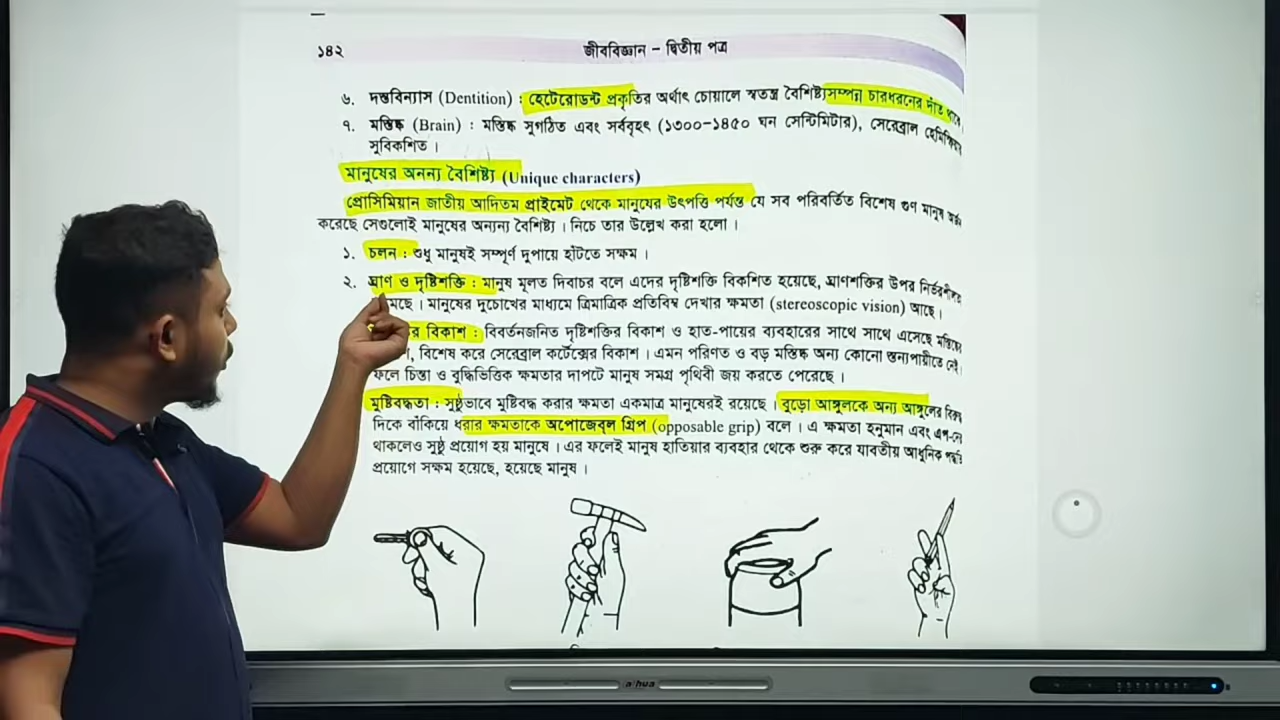 ১৪২
জীববিজ্ঞান – দ্বিতীয় পত্র
৬. দন্তবিন্যাস (Dentition) : হেটেরোডন্ট প্রকৃতির অর্থাৎ চোয়ালে স্বতন্ত্র বৈশিষ্ট্যসম্পন্ন চারধরনের দাঁত
৭. মস্তিষ্ক (Brain) : মস্তিষ্ক সুগঠিত এবং সর্ববৃহৎ (১৩০০–১৪৫০ ঘন সেন্টিমিটার), সেরেব্রাল
সুবিকশিত ।
মানুষের অনন্য বৈশিষ্ট্য (Unique characters)
প্রোসিমিয়ান জাতীয় আদিতম প্রাইমেট থেকে মানুষের উৎপত্তি পর্যন্ত যে সব পরিবর্তিত বিশেষ গুণ মানুষ
করেছে সেগুলোই মানুষের অন্যন্য বৈশিষ্ট্য । নিচে তার উল্লেখ করা হলো ।
১. চলন : শুধু মানুষই সম্পূর্ণ দুপায়ে হাঁটতে সক্ষম ।
২. ঘ্রাণ ও দৃষ্টিশক্তি : মানুষ মূলত দিবাচর বলে এদের দৃষ্টিশক্তি বিকশিত হয়েছে, ঘ্রাণশক্তির উপর
মানুষের দুচোখের মাধ্যমে ত্রিমাত্রিক প্রতিবিম্ব দেখার ক্ষমতা (stereoscopic vision) আছে।
বিকাশ : বিবর্তনজনিত দৃষ্টিশক্তির বিকাশ ও হাত-পায়ের ব্যবহারের সাথে সাথে এসেছে
বিশেষ করে সেরেব্রাল কর্টেক্সের বিকাশ । এমন পরিণত ও বড় মস্তিষ্ক অন্য কোনো স্তন্যপায়ীতে নেই।
ফলে চিন্তা ও বুদ্ধিভিত্তিক ক্ষমতার দাপটে মানুষ সমগ্র পৃথিবী জয় করতে পেরেছে ।
মুষ্টিবদ্ধতা : সুষ্ঠুভাবে মুষ্টিবদ্ধ করার ক্ষমতা একমাত্র মানুষেরই রয়েছে । বুড়ো আঙ্গুলকে অন্য আঙ্গুলের
দিকে বাঁকিয়ে ধরার ক্ষমতাকে অপোজেবল গ্রিপ (opposable grip) বলে । এ ক্ষমতা হনুমান এবং
থাকলেও সুষ্ঠু প্রয়োগ হয় মানুষে । এর ফলেই মানুষ হাতিয়ার ব্যবহার থেকে শুরু করে যাবতীয় আধুনিক
প্রয়োগে সক্ষম হয়েছে, হয়েছে মানুষ ।
alhua